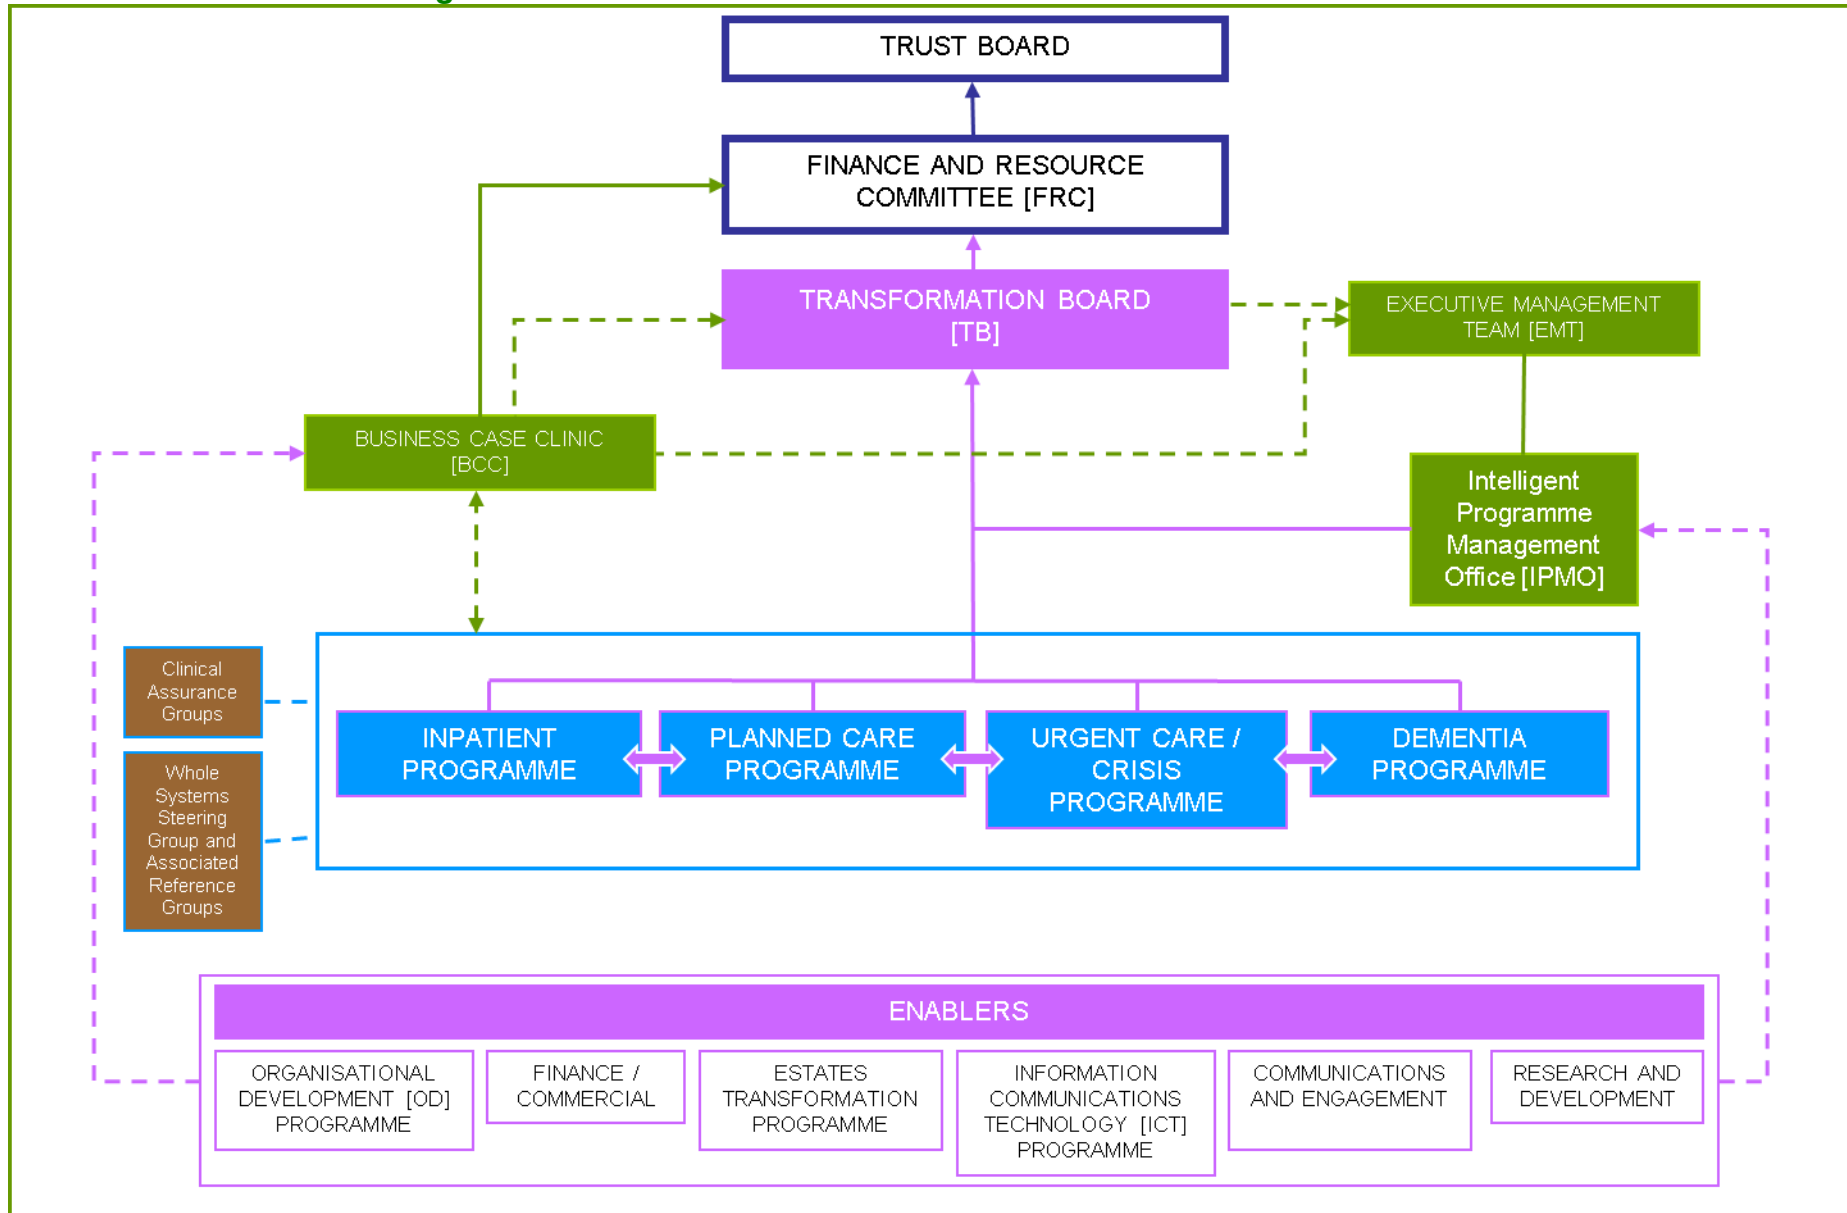 TRUST BOARD
FINANCE AND RESOURCE
COMMITTEE [FRC]
TRANSFORMATION BOARD
[TB]
EXECUTIVE MANAGEMENT
TEAM [EMT]
BUSINESS CASE CLINIC
[BCC]
Intelligent
Programme
Management
Office [IPMO]
Clinical
Assurance
Groups
Whole
Systems
Steering
Group and
Associated
Reference
Groups
INPATIENT
PROGRAMME
PLANNED CARE
PROGRAMME
URGENT CARE /
CRISIS
PROGRAMME
DEMENTIA
PROGRAMME
ENABLERS
ORGANISATIONAL
DEVELOPMENT [OD]
PROGRAMME
FINANCE /
COMMERCIAL
ESTATES
TRANSFORMATION
PROGRAMME
INFORMATION
COMMUNICATIONS
TECHNOLOGY [ICT]
PROGRAMME
COMMUNICATIONS
AND ENGAGEMENT
RESEARCH AND
DEVELOPMENT